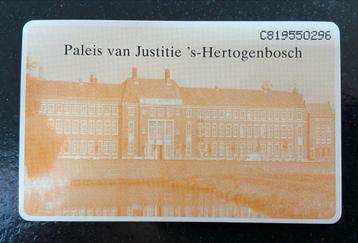 C819550296
Paleis van Justitie 's-Hertogenbosch